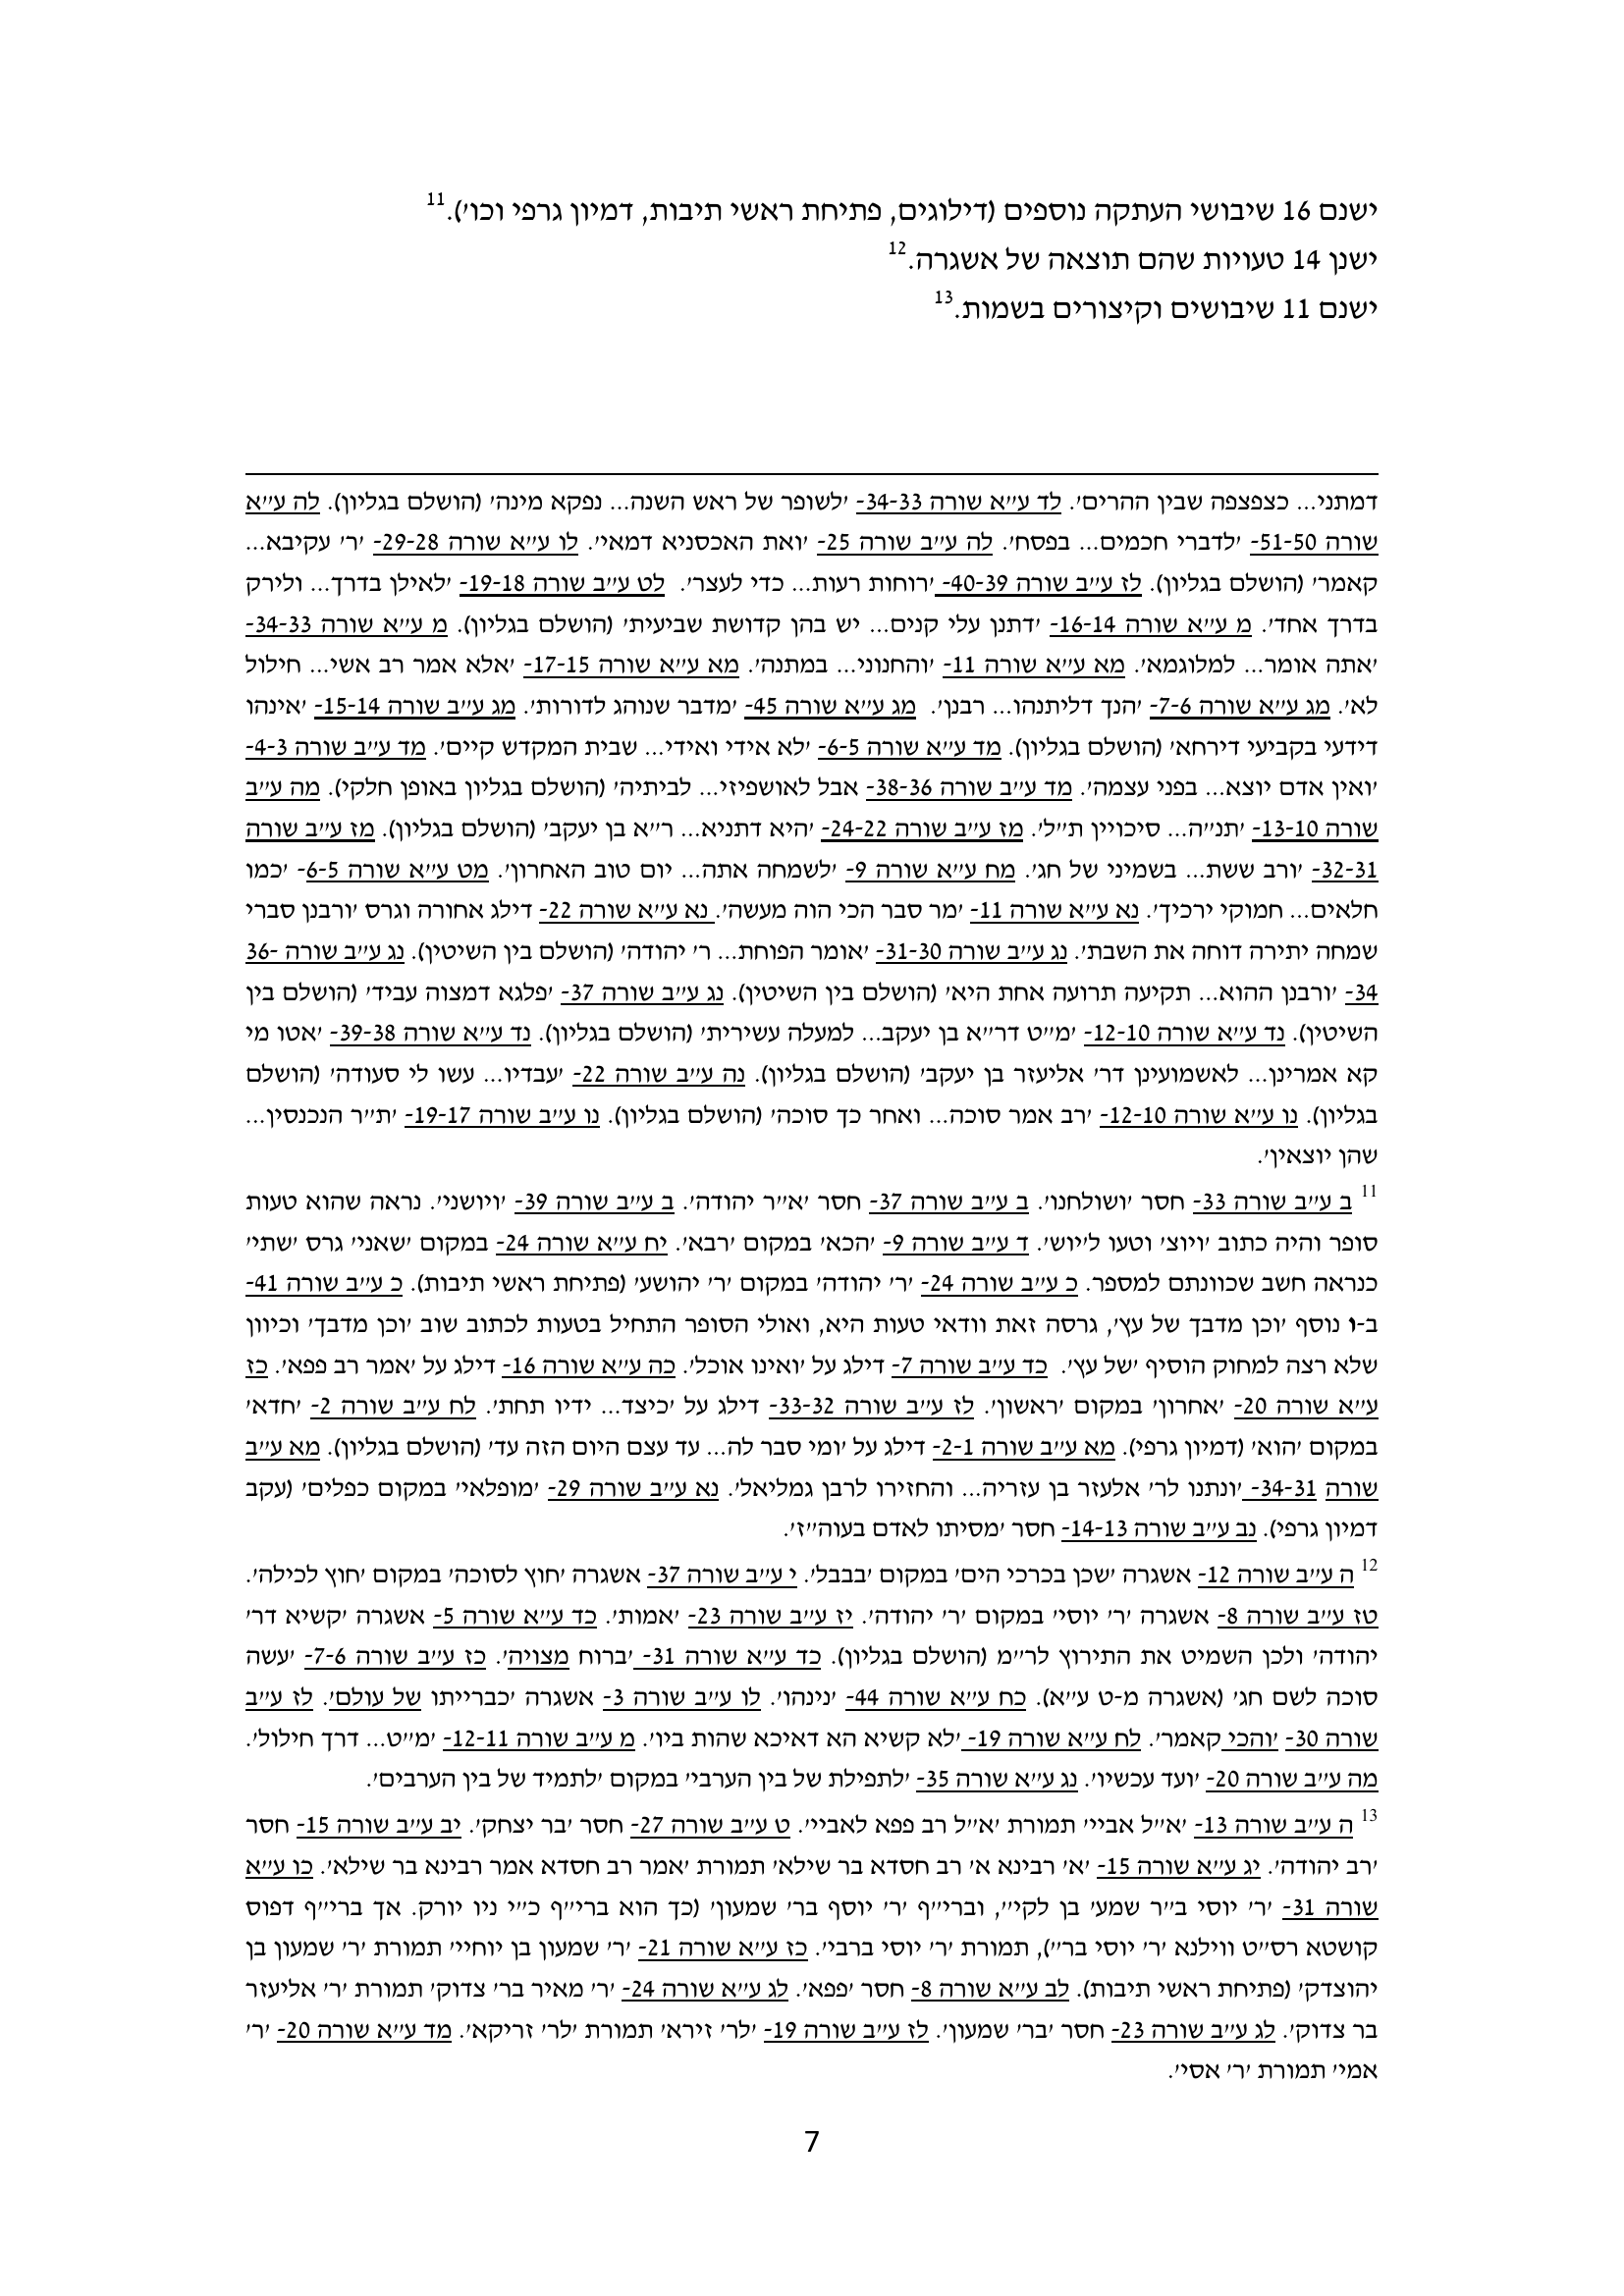 ישנם 16 שיבושי העתקה נוספים (דילוגים, פתיחת ראשי תיבות, דמיון גרפי וכו').11
ישנן 14 טעויות שהם תוצאה של אשגרה.12
ישנם 11 שיבושים וקיצורים בשמות.13
דמתני... כצפצפה שבין ההרים'. לד ע"א שורה 34-33- 'לשופר של ראש השנה... נפקא מינה' (הושלם בגליון). לה ע"א
שורה 51-50- 'לדברי חכמים... בפסח'. לה ע"ב שורה 25- 'ואת האכסניא דמאי'. לו ע"א שורה 29-28- 'ר' עקיבא...
קאמר' (הושלם בגליון). לז ע"ב שורה 40-39- 'רוחות רעות... כדי לעצר'. לט ע"ב שורה 19-18- 'לאילן בדרך... ולירק
בדרך אחד'. מ ע"א שורה 16-14- 'דתנן עלי קנים... יש בהן קדושת שביעית' (הושלם בגליון). מ ע"א שורה 34-33-
'אתה אומר... למלוגמא'. מא ע"א שורה 11- 'והחנוני... במתנה'. מא ע"א שורה 17-15- 'אלא אמר רב אשי... חילול
לא'. מג ע"א שורה 7-6- 'הנך דליתנהו... רבנן'. מג ע"א שורה 45- 'מדבר שנוהג לדורות'. מג ע"ב שורה 15-14- 'אינהו
דידעי בקביעי דירחא' (הושלם בגליון). מד ע"א שורה 6-5- 'לא אידי ואידי... שבית המקדש קיים'. מד ע"ב שורה 4-3-
'ואין אדם יוצא... בפני עצמה'. מד ע"ב שורה 38-36- אבל לאושפיזי... לביתיה' (הושלם בגליון באופן חלקי). מה ע"ב
שורה 13-10- 'תנ"ה... סיכויין ת"ל'. מז ע"ב שורה 24-22- 'היא דתניא... ר"א בן יעקב' (הושלם בגליון). מז ע"ב שורה
32-31- 'ורב ששת... בשמיני של חג'. מח ע"א שורה 9- 'לשמחה אתה... יום טוב האחרון'. מט ע"א שורה 6-5- 'כמו
חלאים... חמוקי ירכיך'. נא ע"א שורה 11- 'מר סבר הכי הוה מעשה'. נא ע"א שורה 22- דילג אחורה וגרס 'ורבנן סברי
שמחה יתירה דוחה את השבת'. נג ע"ב שורה 31-30- 'אומר הפוחת... ר' יהודה' (הושלם בין השיטין). נג ע"ב שורה 36-
34- 'ורבנן ההוא... תקיעה תרועה אחת היא' (הושלם בין השיטין). נג ע"ב שורה 37- 'פלגא דמצוה עביד' (הושלם בין
השיטין). נד ע"א שורה 12-10- 'מ"ט דר"א בן יעקב... למעלה עשירית' (הושלם בגליון). נד ע"א שורה 39-38- 'אטו מי
קא אמרינן... לאשמועינן דר' אליעזר בן יעקב' (הושלם בגליון). נה ע"ב שורה 22- 'עבדיו... עשו לי סעודה' (הושלם
בגליון). נו ע"א שורה 12-10- 'רב אמר סוכה... ואחר כך סוכה' (הושלם בגליון). נו ע"ב שורה 19-17- 'ת"ר הנכנסין...
שהן יוצאין'.
11 ב ע"ב שורה 33- חסר 'ושולחנו'. ב ע"ב שורה 37- חסר 'א"ר יהודה'. ב ע"ב שורה 39- 'ויושני'. נראה שהוא טעות
סופר והיה כתוב 'ויוצ' וטעו ל'יוש'. ד ע"ב שורה 9- 'הכא' במקום 'רבא'. יח ע"א שורה 24- במקום 'שאני' גרס 'שתי'
כנראה חשב שכוונתם למספר. כ ע"ב שורה 24- 'ר' יהודה' במקום 'ר' יהושע' (פתיחת ראשי תיבות). כ ע"ב שורה 41-
ב-ו נוסף 'וכן מדבך של עץ', גרסה זאת וודאי טעות היא, ואולי הסופר התחיל בטעות לכתוב שוב 'וכן מדבך' וכיוון
שלא רצה למחוק הוסיף 'של עץ'. כד ע"ב שורה 7- דילג על 'ואינו אוכל'. כה ע"א שורה 16- דילג על 'אמר רב פפא'. כז
ע"א שורה 20- 'אחרון' במקום 'ראשון'. לז ע"ב שורה 33-32- דילג על 'כיצד... ידיו תחת'. לח ע"ב שורה 2- 'חדא'
במקום 'הוא' (דמיון גרפי). מא ע"ב שורה 2-1- דילג על 'ומי סבר לה... עד עצם היום הזה עד' (הושלם בגליון). מא ע"ב
שורה 34-31- 'ונתנו לר' אלעזר בן עזריה... והחזירו לרבן גמליאל'. נא ע"ב שורה 29- 'מופלאי' במקום כפלים' (עקב
דמיון גרפי). נב ע"ב שורה 14-13- חסר 'מסיתו לאדם בעוה"ז'.
12 ה ע"ב שורה 12- אשגרה 'שכן בכרכי הים' במקום 'בבבל'. י ע"ב שורה 37- אשגרה 'חוץ לסוכה' במקום 'חוץ לכילה'.
טז ע"ב שורה 8- אשגרה 'ר' יוסי' במקום 'ר' יהודה'. יז ע"ב שורה 23- 'אמות'. כד ע"א שורה 5- אשגרה 'קשיא דר'
יהודה' ולכן השמיט את התירוץ לר"מ (הושלם בגליון). כד ע"א שורה 31- 'ברוח מצויה'. כז ע"ב שורה 7-6- 'עשה
סוכה לשם חג' (אשגרה מ-ט ע"א). כח ע"א שורה 44- 'נינהו'. לו ע"ב שורה 3- אשגרה 'כברייתו של עולם'. לז ע"ב
שורה 30- 'והכי קאמר'. לח ע"א שורה 19- 'לא קשיא הא דאיכא שהות ביו'. מ ע"ב שורה 12-11- 'מ"ט... דרך חילול'.
מה ע"ב שורה 20- 'ועד עכשיו'. נג ע"א שורה 35- 'לתפילת של בין הערבי' במקום 'לתמיד של בין הערבים'.
13 ה ע"ב שורה 13- 'א"ל אביי' תמורת 'א"ל רב פפא לאביי'. ט ע"ב שורה 27- חסר 'בר יצחק'. יב ע"ב שורה 15- חסר
'רב יהודה'. יג ע"א שורה 15- 'א' רבינא א' רב חסדא בר שילא' תמורת 'אמר רב חסדא אמר רבינא בר שילא'. כו ע"א
שורה 31- 'ר' יוסי ב"ר שמע' בן לקי", וברי"ף 'ר' יוסף בר' שמעון' (כך הוא ברי"ף כ"י ניו יורק. אך ברי"ף דפוס
קושטא רס"ט ווילנא 'ר' יוסי בר"), תמורת 'ר' יוסי ברבי'. כז ע"א שורה 21- 'ר' שמעון בן יוחיי' תמורת 'ר' שמעון בן
יהוצדק' (פתיחת ראשי תיבות). לב ע"א שורה 8- חסר 'פפא'. לג ע"א שורה 24- 'ר' מאיר בר' צדוק' תמורת 'ר' אליעזר
בר צדוק'. לג ע"ב שורה 23- חסר 'בר' שמעון'. לז ע"ב שורה 19- 'לר' זירא' תמורת 'לר' זריקא'. מד ע"א שורה 20- 'ר'
אמי' תמורת 'ר' אסי'.
7